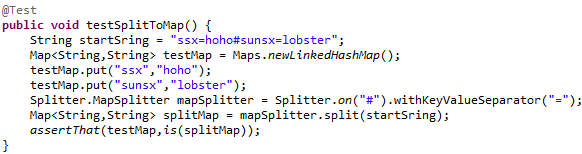 @Test
public void testSplitToMap() {
String startSring = "ssx=hoho#sunsx=lobster";
Map<String,String> testMap = Maps.newLinkedHashMap();
testMap.put("ssx","hoho");
testMap.put("sunsx","lobster");
Splitter.MapSplitter mapSplitter = Splitter.on("#").withKeyValueSeparator("=");
Map<String,String> splitMap = mapSplitter.split(startSring);
assertThat(testMap,is(splitMap));
}